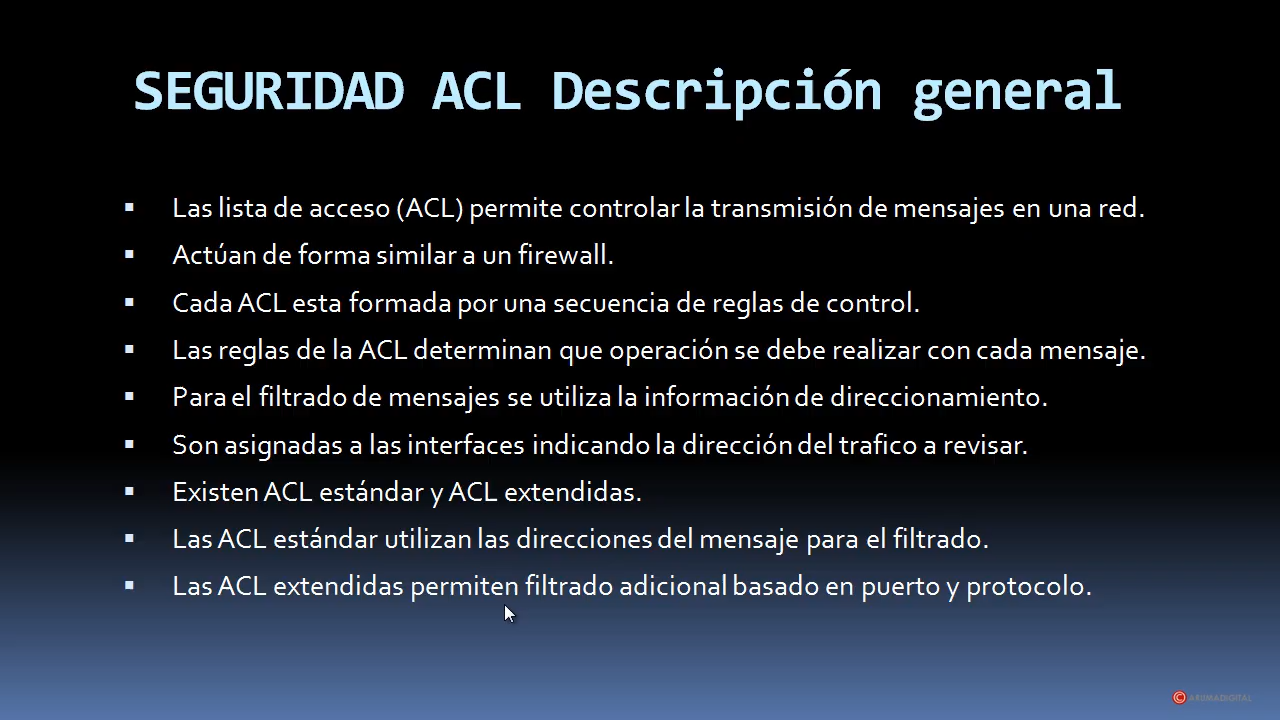 SEGURIDAD ACL Descripción general
▪ Las lista de acceso (ACL) permite controlar la transmisión de mensajes en una red.
▪ Actúan de forma similar a un firewall.
▪ Cada ACL esta formada por una secuencia de reglas de control.
▪ Las reglas de la ACL determinan que operación se debe realizar con cada mensaje.
▪ Para el filtrado de mensajes se utiliza la información de direccionamiento.
▪ Son asignadas a las interfaces indicando la dirección del trafico a revisar.
▪ Existen ACL estándar y ACL extendidas.
▪ Las ACL estándar utilizan las direcciones del mensaje para el filtrado.
▪ Las ACL extendidas permiten filtrado adicional basado en puerto y protocolo.
©